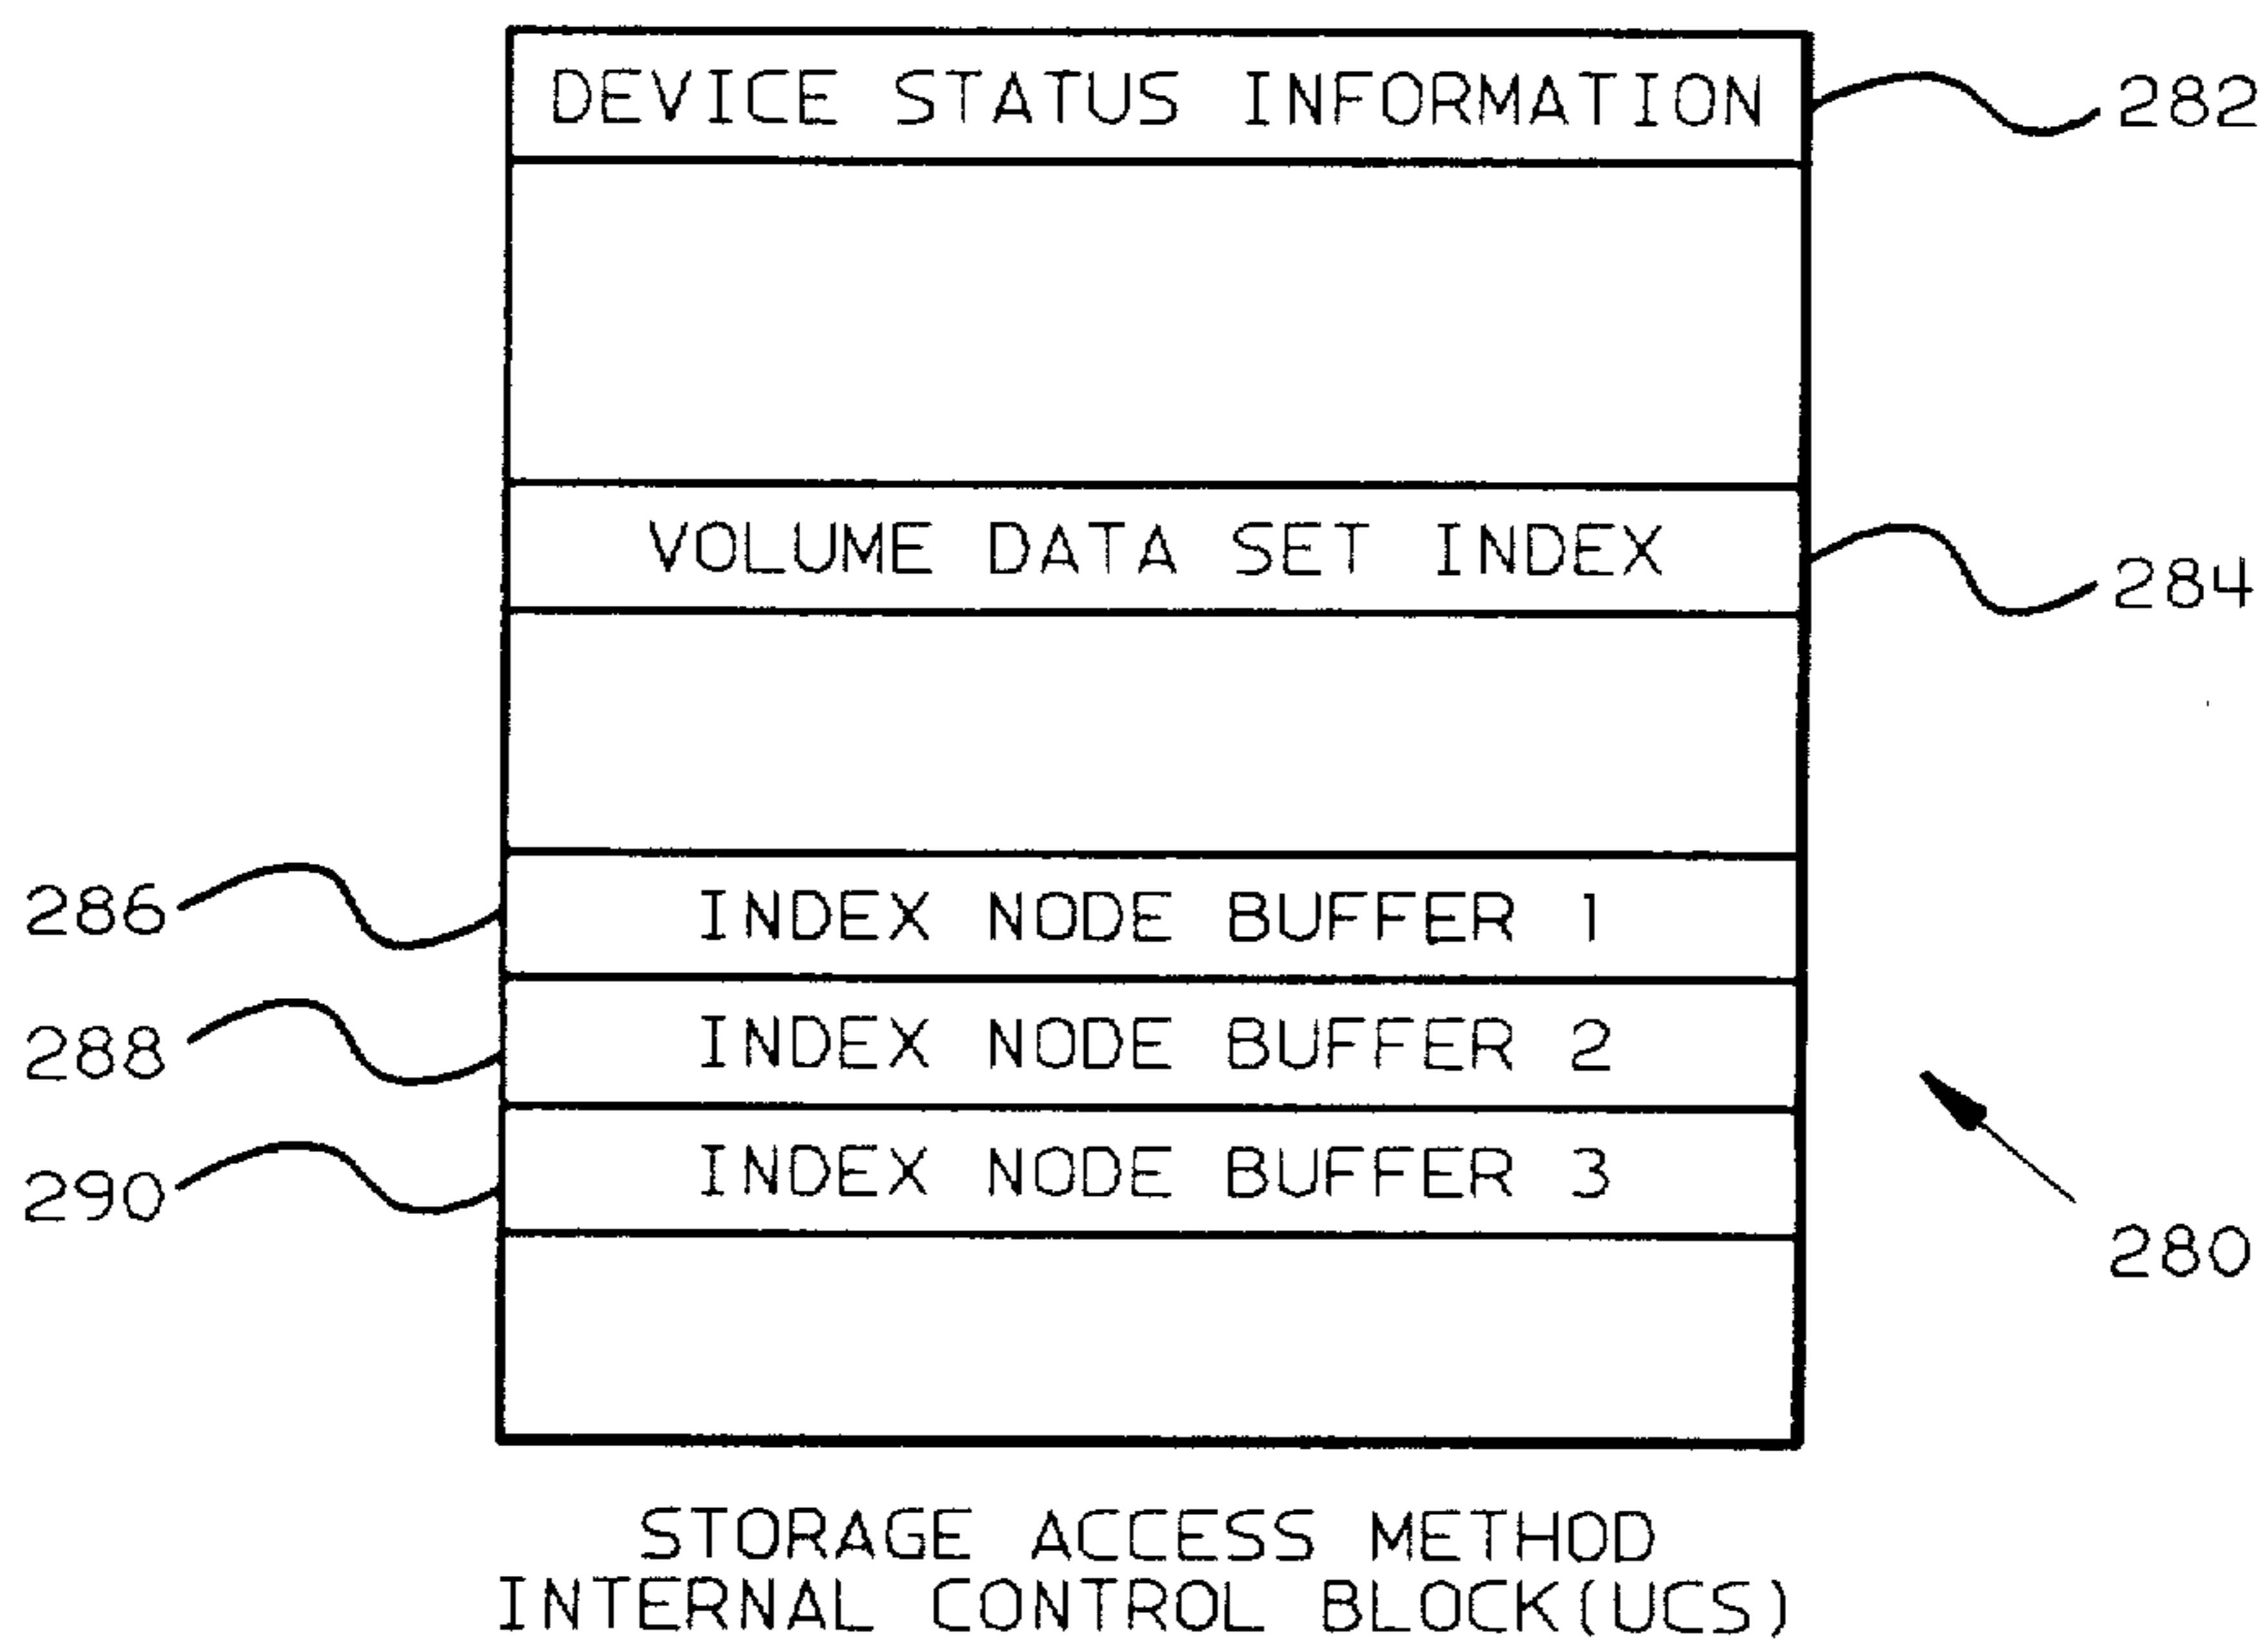 DEVICE STATUS INFORMATION
282
VOLUME DATA SET INDEX
284
286
INDEX NODE BUFFER 1
288
INDEX NODE BUFFER 2
290
INDEX NODE BUFFER 3
280
STORAGE ACCESS METHOD
INTERNAL CONTROL BLOCK(UCS)